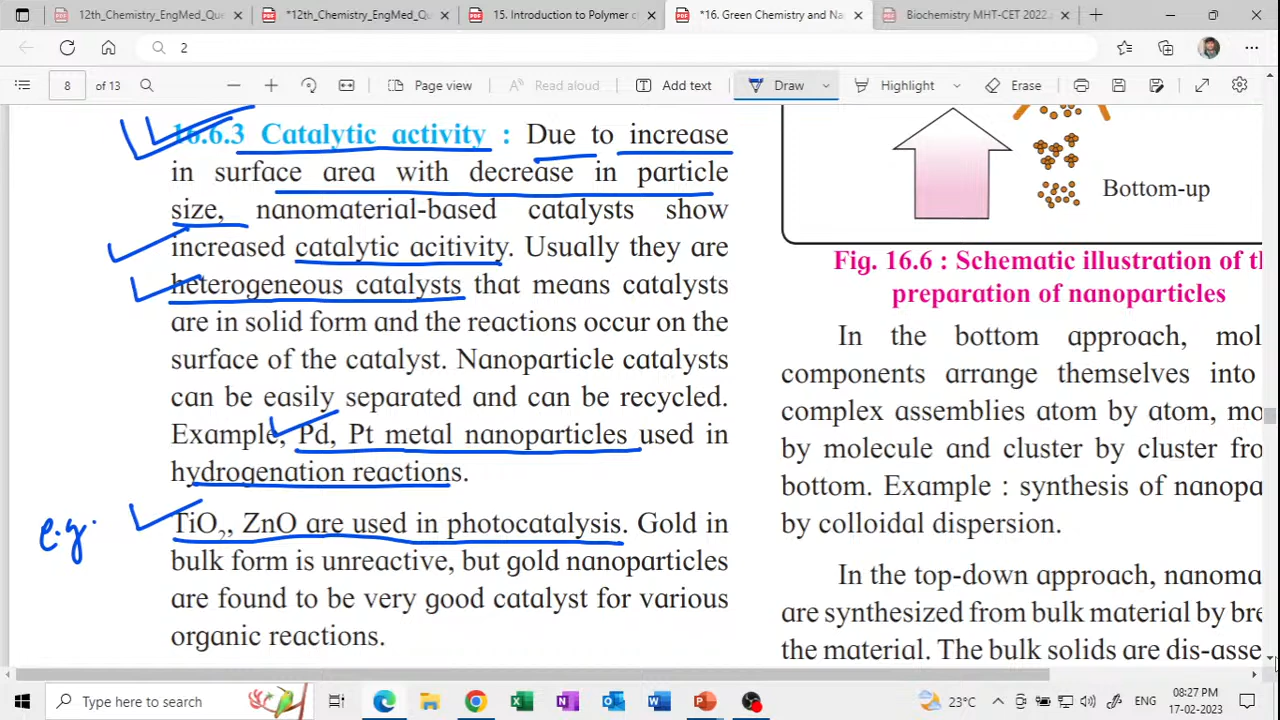 12th_Chemistry_EngMed_Que
*12th_Chemistry_EngMed_Qu
15. Introduction to Polymer c
*16. Green Chemistry and Na
Biochemistry MHT-CET 2022.
2
8 of 13
Page view
Read aloud
Add text
Draw
Highlight
Erase
16.6.3 Catalytic activity : Due to increase
in surface area with decrease in particle
size, nanomaterial-based catalysts show
increased catalytic acitivity. Usually they are
heterogeneous catalysts that means catalysts
are in solid form and the reactions occur on the
surface of the catalyst. Nanoparticle catalysts
can be easily separated and can be recycled.
Example, Pd, Pt metal nanoparticles used in
hydrogenation reactions.
e.g.
TiO₂, ZnO are used in photocatalysis. Gold in
bulk form is unreactive, but gold nanoparticles
are found to be very good catalyst for various
organic reactions.
Bottom-up
Fig. 16.6 : Schematic illustration of th
preparation of nanoparticles
In the bottom approach, mol
components arrange themselves into
complex assemblies atom by atom, mo
by molecule and cluster by cluster fro
bottom. Example : synthesis of nanopa
by colloidal dispersion.
In the top-down approach, nanoma
are synthesized from bulk material by bre
the material. The bulk solids are dis-asse
Type here to search
23°C
ENG
08:27 PM
17-02-2023